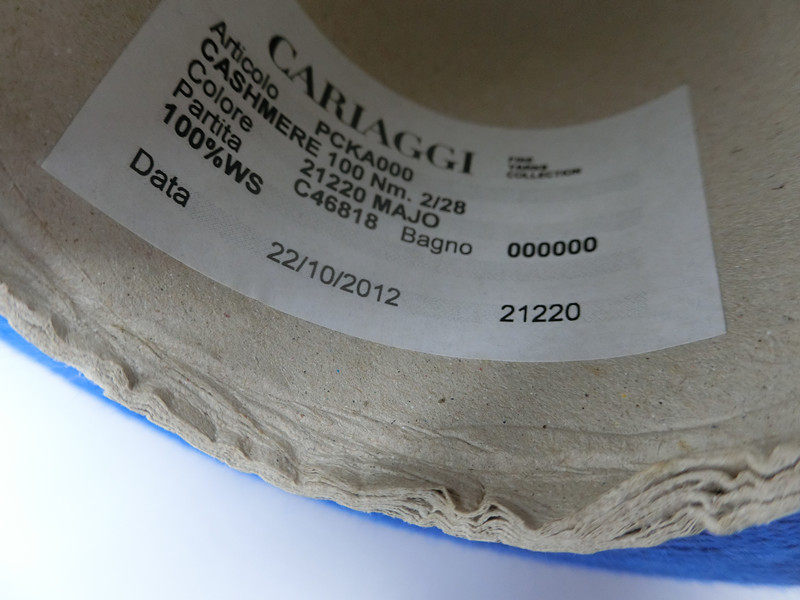 CARIAGGI
FINE
YARNS
COLLECTION
Articolo PCKA000
CASHMERE 100 Nm. 2/28
Colore 21220 MAJO
Partita C46818 Bagno 000000
100%WS
Data 22/10/2012 21220